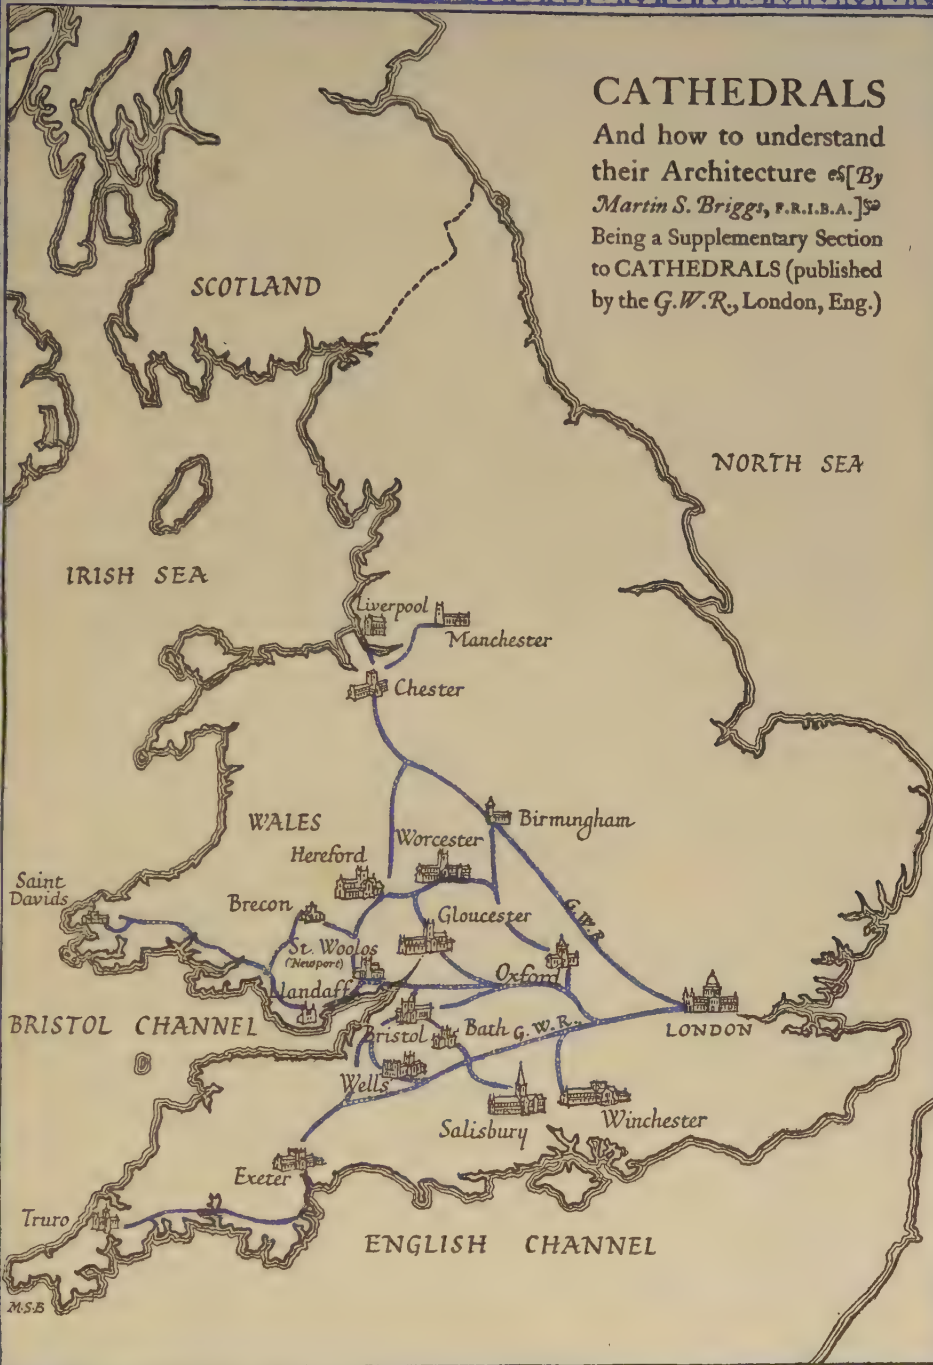 CATHEDRALS
And how to understand
their Architecture [By
Martin S. Briggs, F.R.I.B.A.]
Being a Supplementary Section
to CATHEDRALS (published
by the G.W.R., London, Eng.)
SCOTLAND
NORTH SEA
IRISH SEA
Liverpool
Manchester
Chester
WALES
Birmingham
Worcester
Hereford
Saint
Davids
Brecon
Gloucester
G.W.R.
St. Woolos
(Newport)
Oxford
Llandaff
LONDON
BRISTOL CHANNEL
Bristol
Bath
G.W.R.
Wells
Salisbury
Winchester
Exeter
Truro
ENGLISH CHANNEL
M.S.B